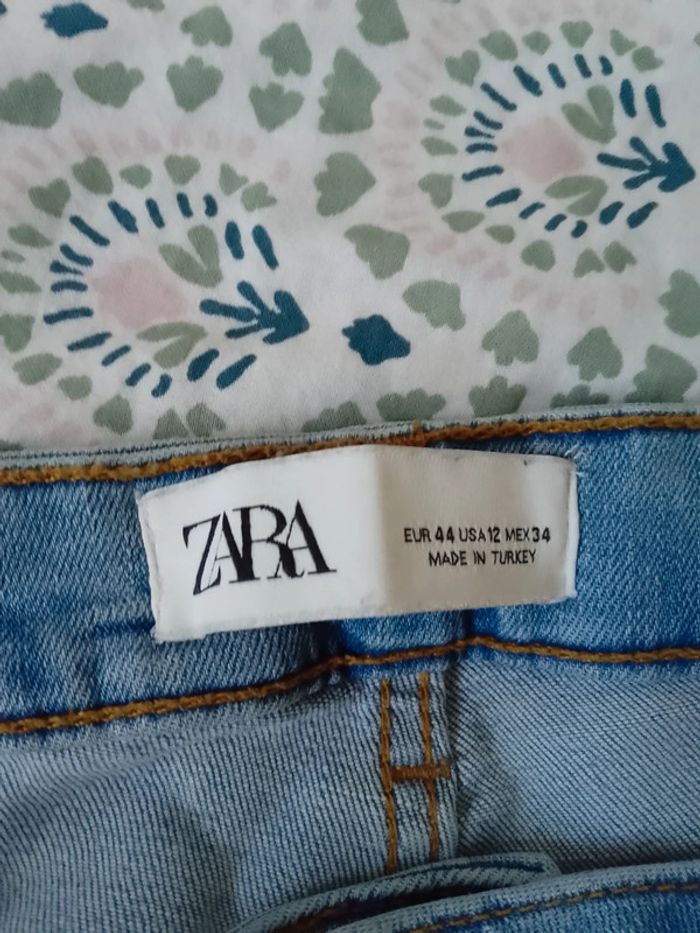 ZARA
EUR 44 USA 12 MEX 34
MADE IN TURKEY